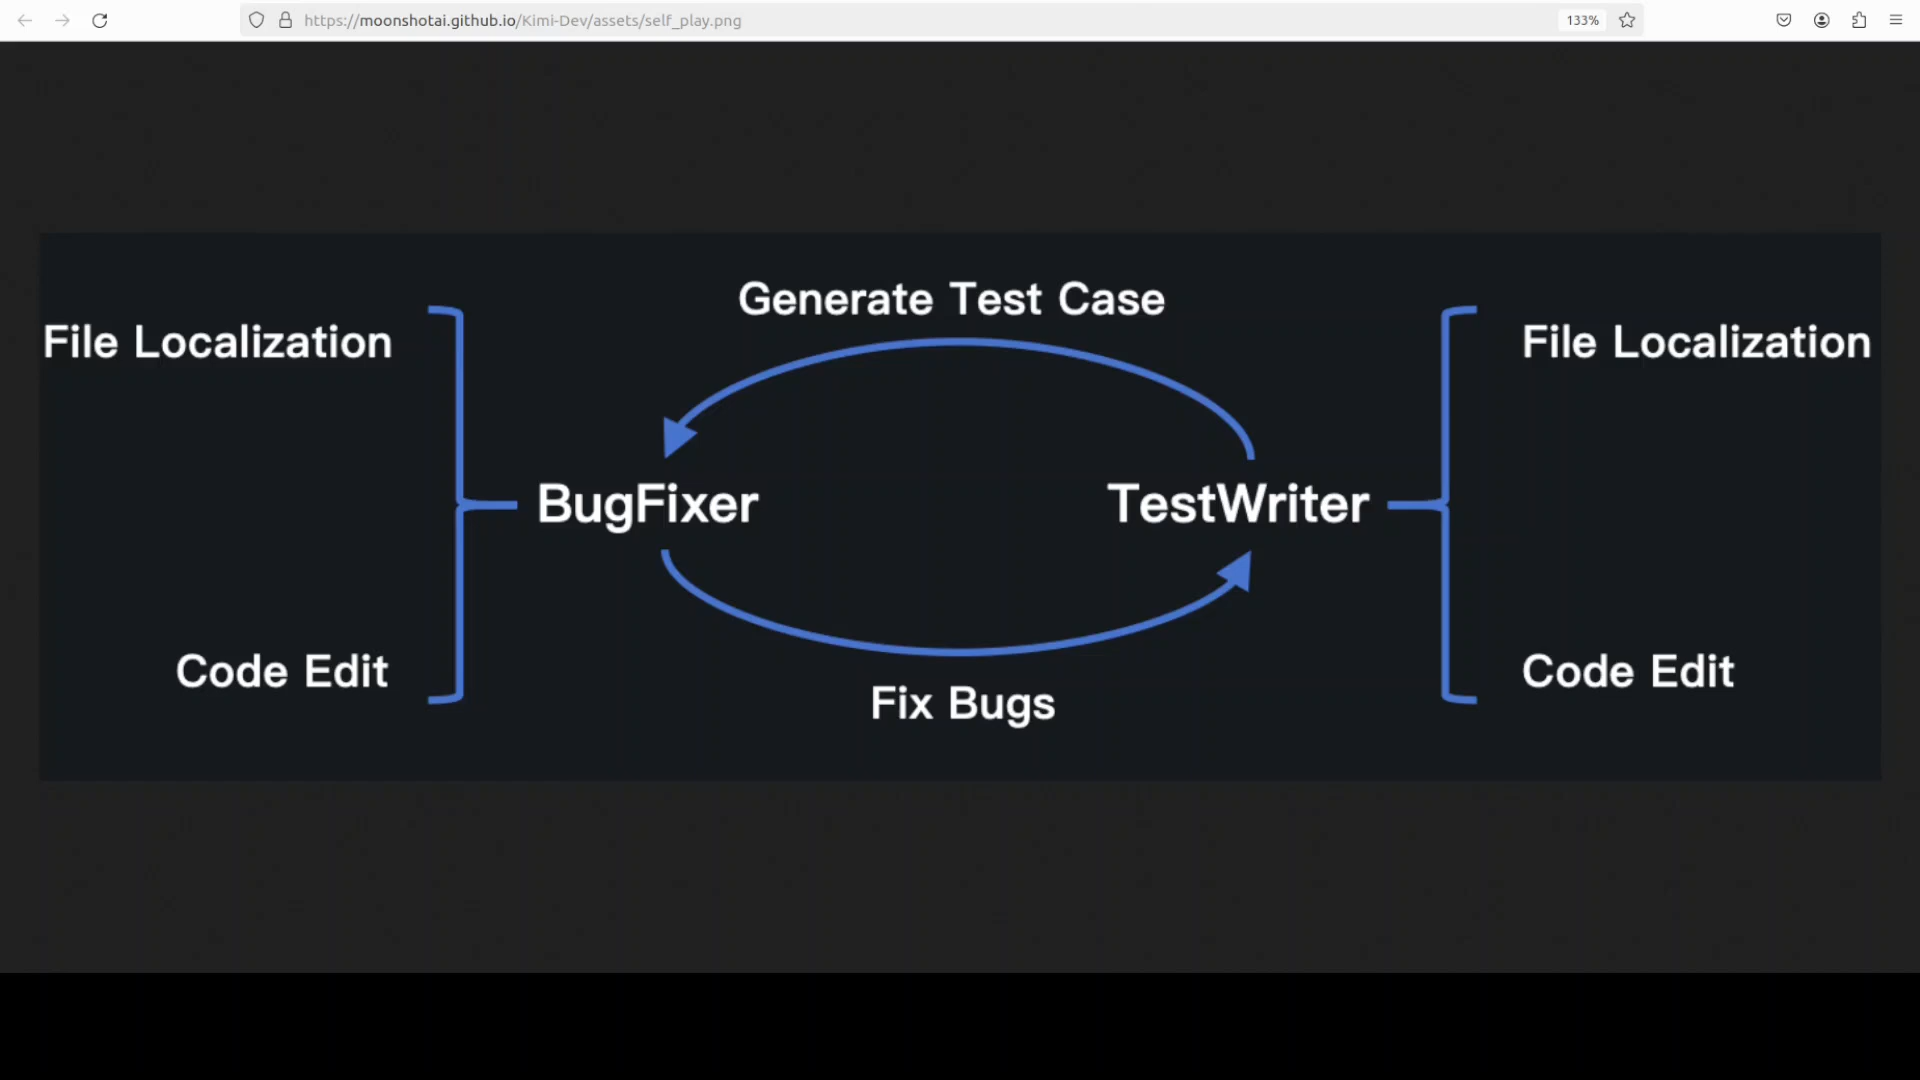 https://moonshotai.github.io/Kimi-Dev/assets/self_play.png
133%
Generate Test Case
File Localization
File Localization
BugFixer
TestWriter
Code Edit
Code Edit
Fix Bugs